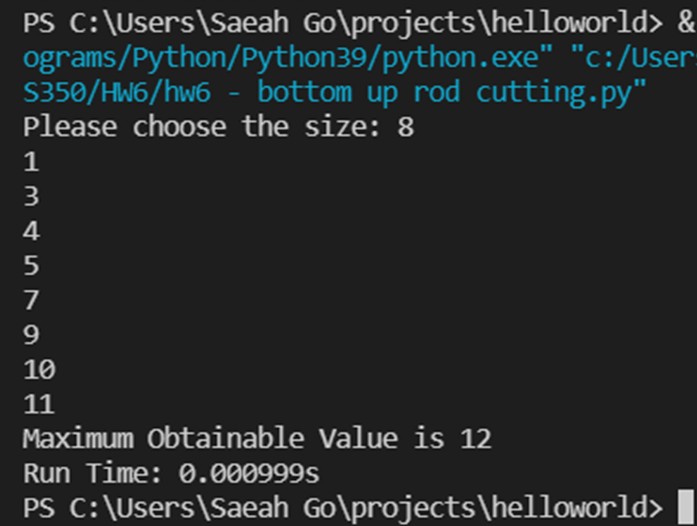 PS C:\Users\Saeah Go\projects\helloworld> &
ograms/Python/Python39/python.exe" "c:/User
S350/HW6/hw6 - bottom up rod cutting.py"
Please choose the size: 8
1
3
4
5
7
9
10
11
Maximum Obtainable Value is 12
Run Time: 0.000999s
PS C:\Users\Saeah Go\projects\helloworld>